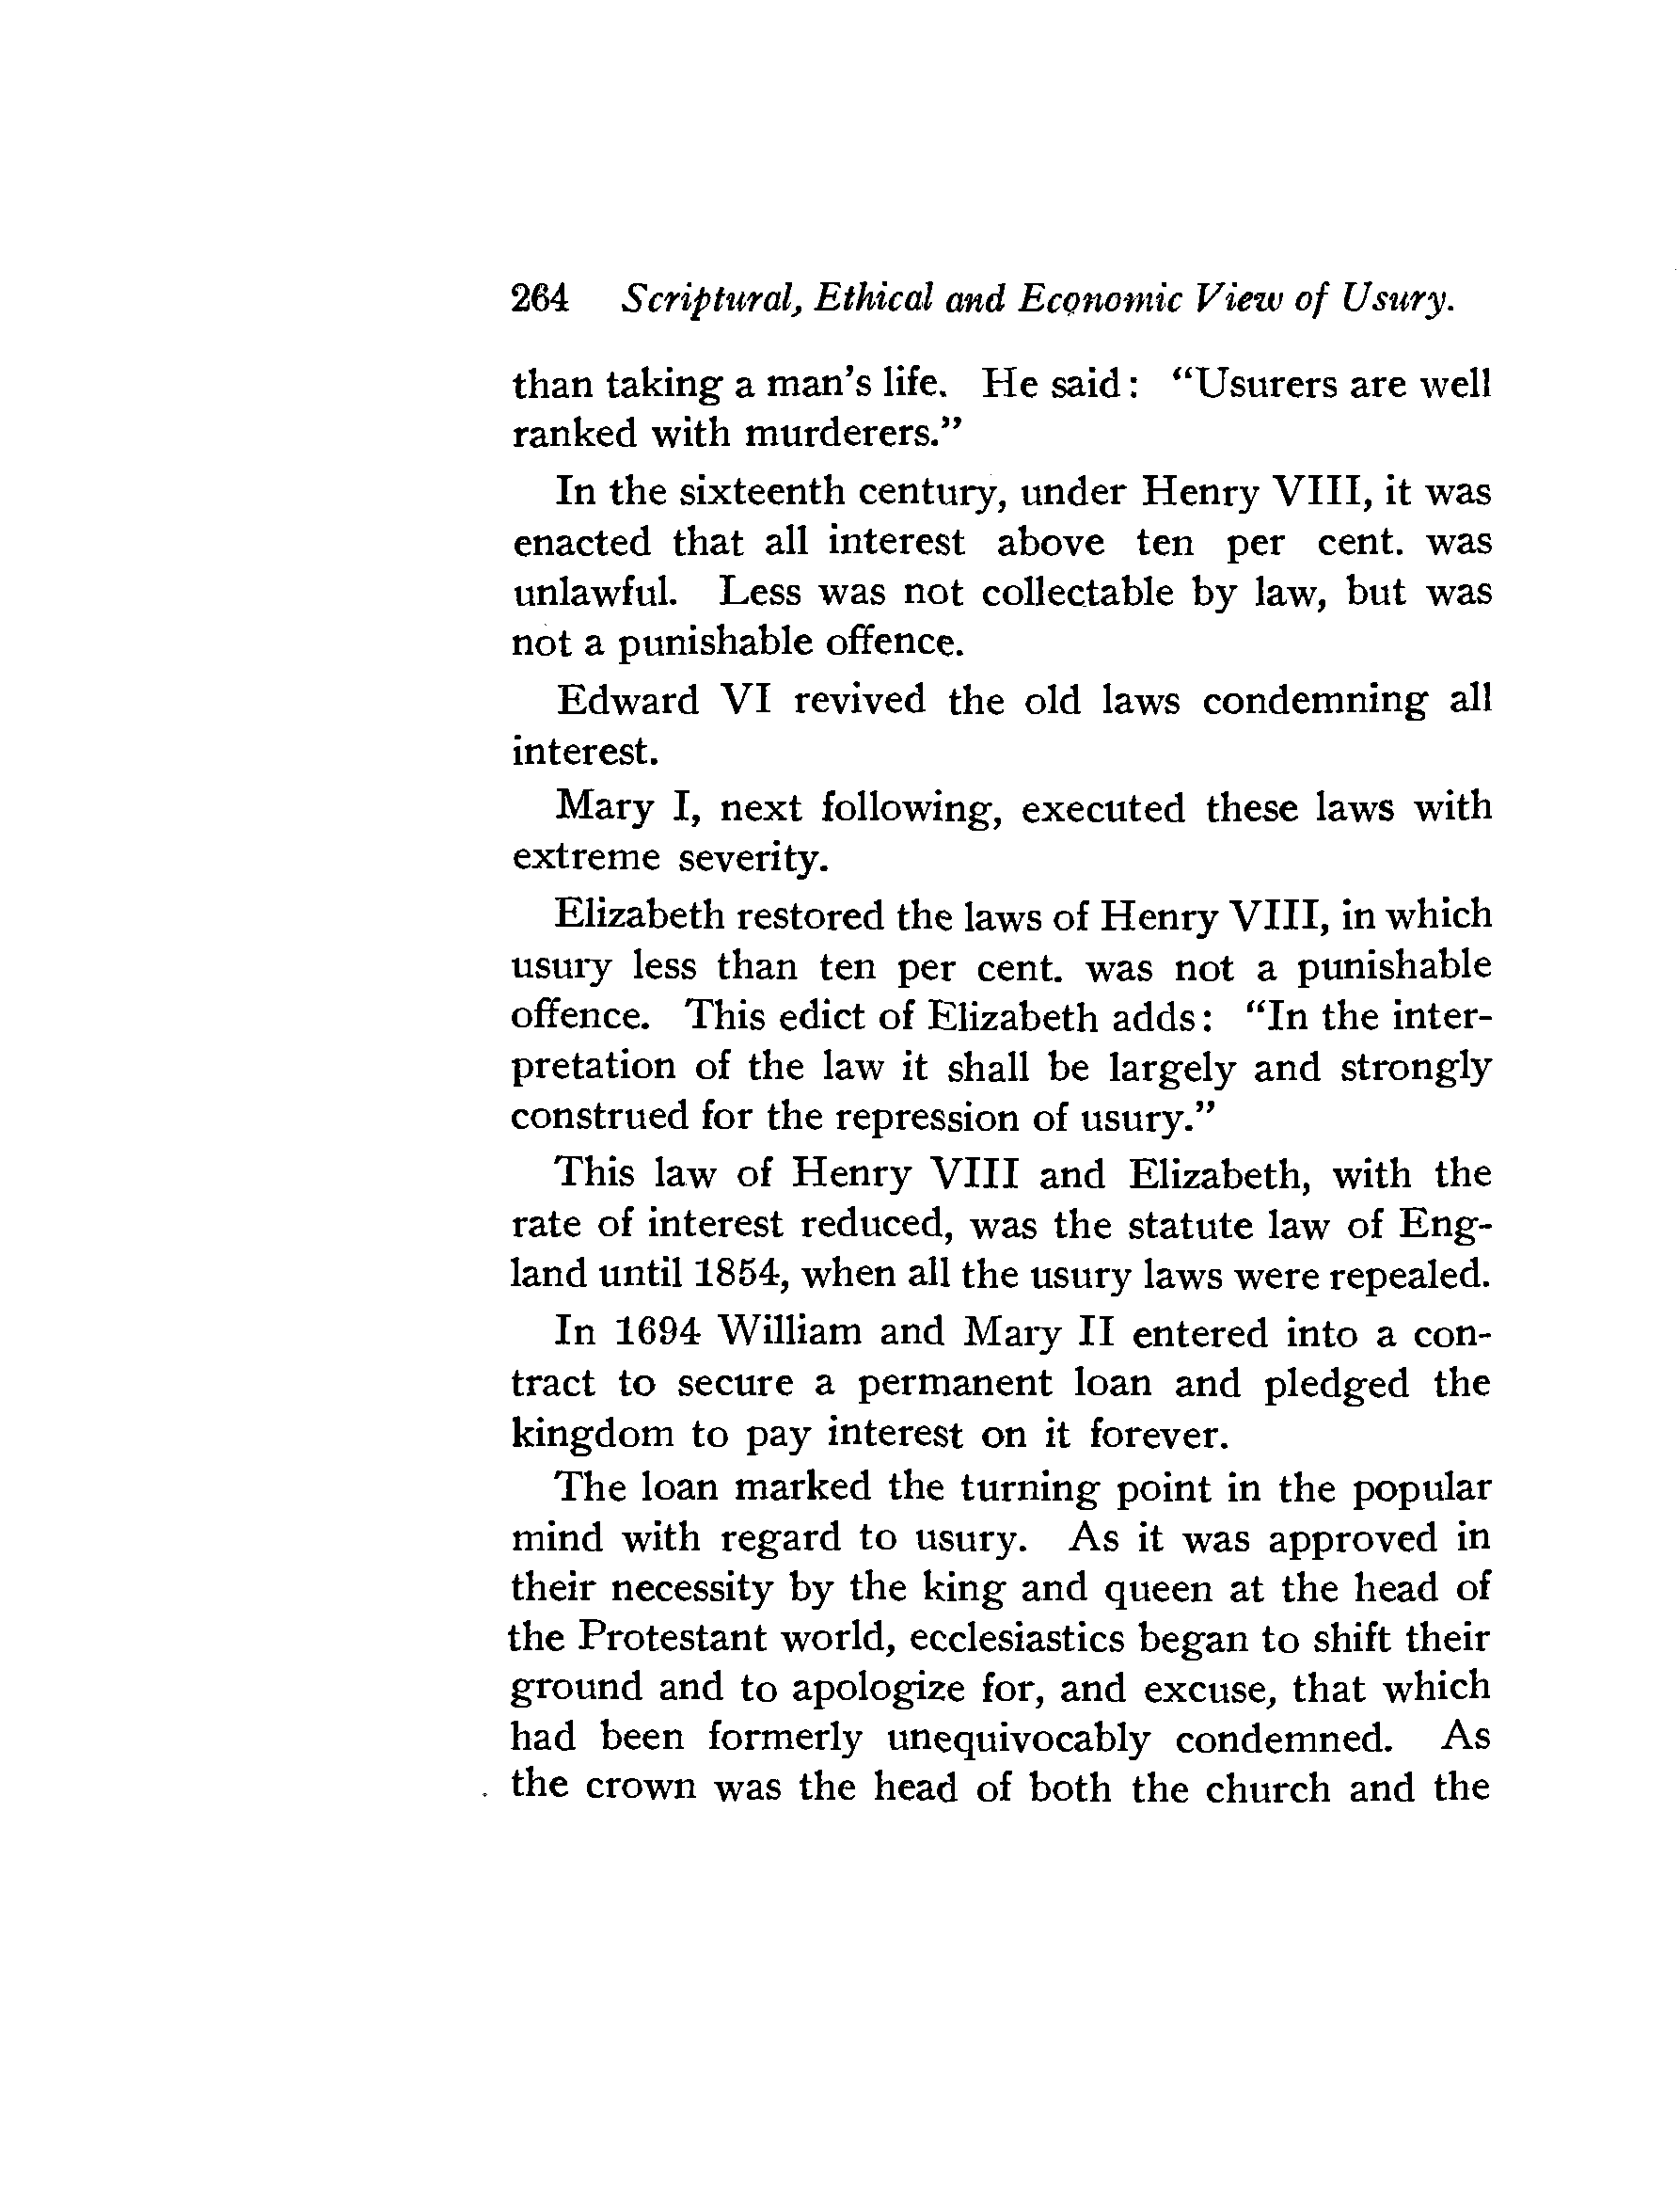 264 Scriptural, Ethical and Economic View of Usury.
than taking a man's life. He said: "Usurers are well
ranked with murderers."
In the sixteenth century, under Henry VIII, it was
enacted that all interest above ten per cent. was
unlawful. Less was not collectable by law, but was
not a punishable offence.
Edward VI revived the old laws condemning all
interest.
Mary I, next following, executed these laws with
extreme severity.
Elizabeth restored the laws of Henry VIII, in which
usury less than ten per cent. was not a punishable
offence. This edict of Elizabeth adds: "In the inter-
pretation of the law it shall be largely and strongly
construed for the repression of usury."
This law of Henry VIII and Elizabeth, with the
rate of interest reduced, was the statute law of Eng-
land until 1854, when all the usury laws were repealed.
In 1694 William and Mary II entered into a con-
tract to secure a permanent loan and pledged the
kingdom to pay interest on it forever.
The loan marked the turning point in the popular
mind with regard to usury. As it was approved in
their necessity by the king and queen at the head of
the Protestant world, ecclesiastics began to shift their
ground and to apologize for, and excuse, that which
had been formerly unequivocably condemned. As
the crown was the head of both the church and the